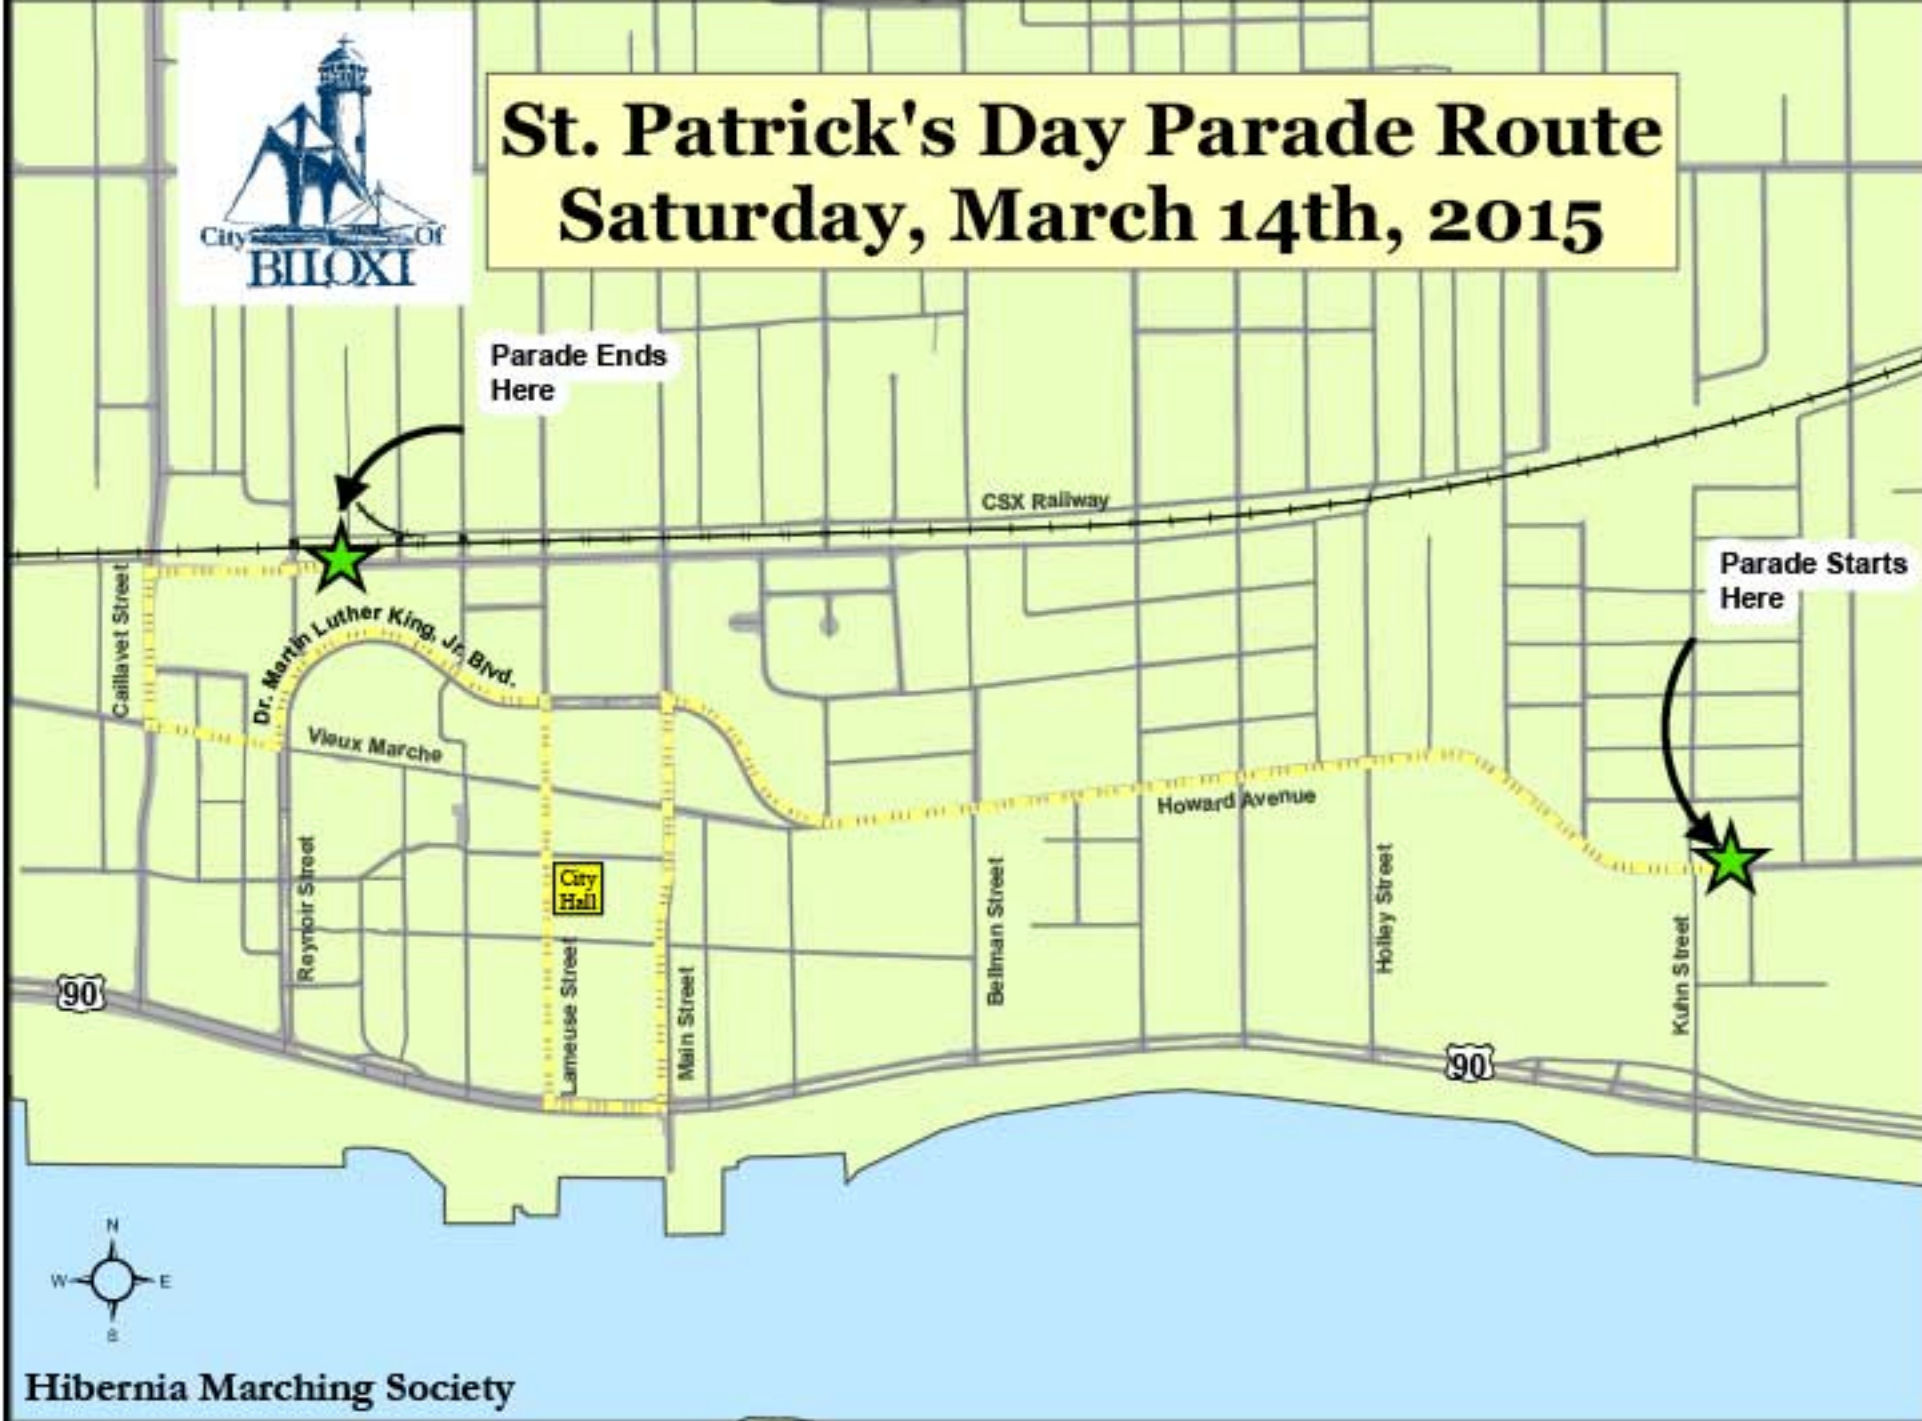 City Of
BILOXI
St. Patrick's Day Parade Route
Saturday, March 14th, 2015
Parade Ends
Here
CSX Railway
Parade Starts
Here
Caillavet Street
Dr. Martin Luther King, Jr. Blvd.
Vieux Marche
Howard Avenue
Reynoir Street
City
Hall
Lameuse Street
Main Street
Bellman Street
Holley Street
Kuhn Street
90
90
N
W E
S
Hibernia Marching Society